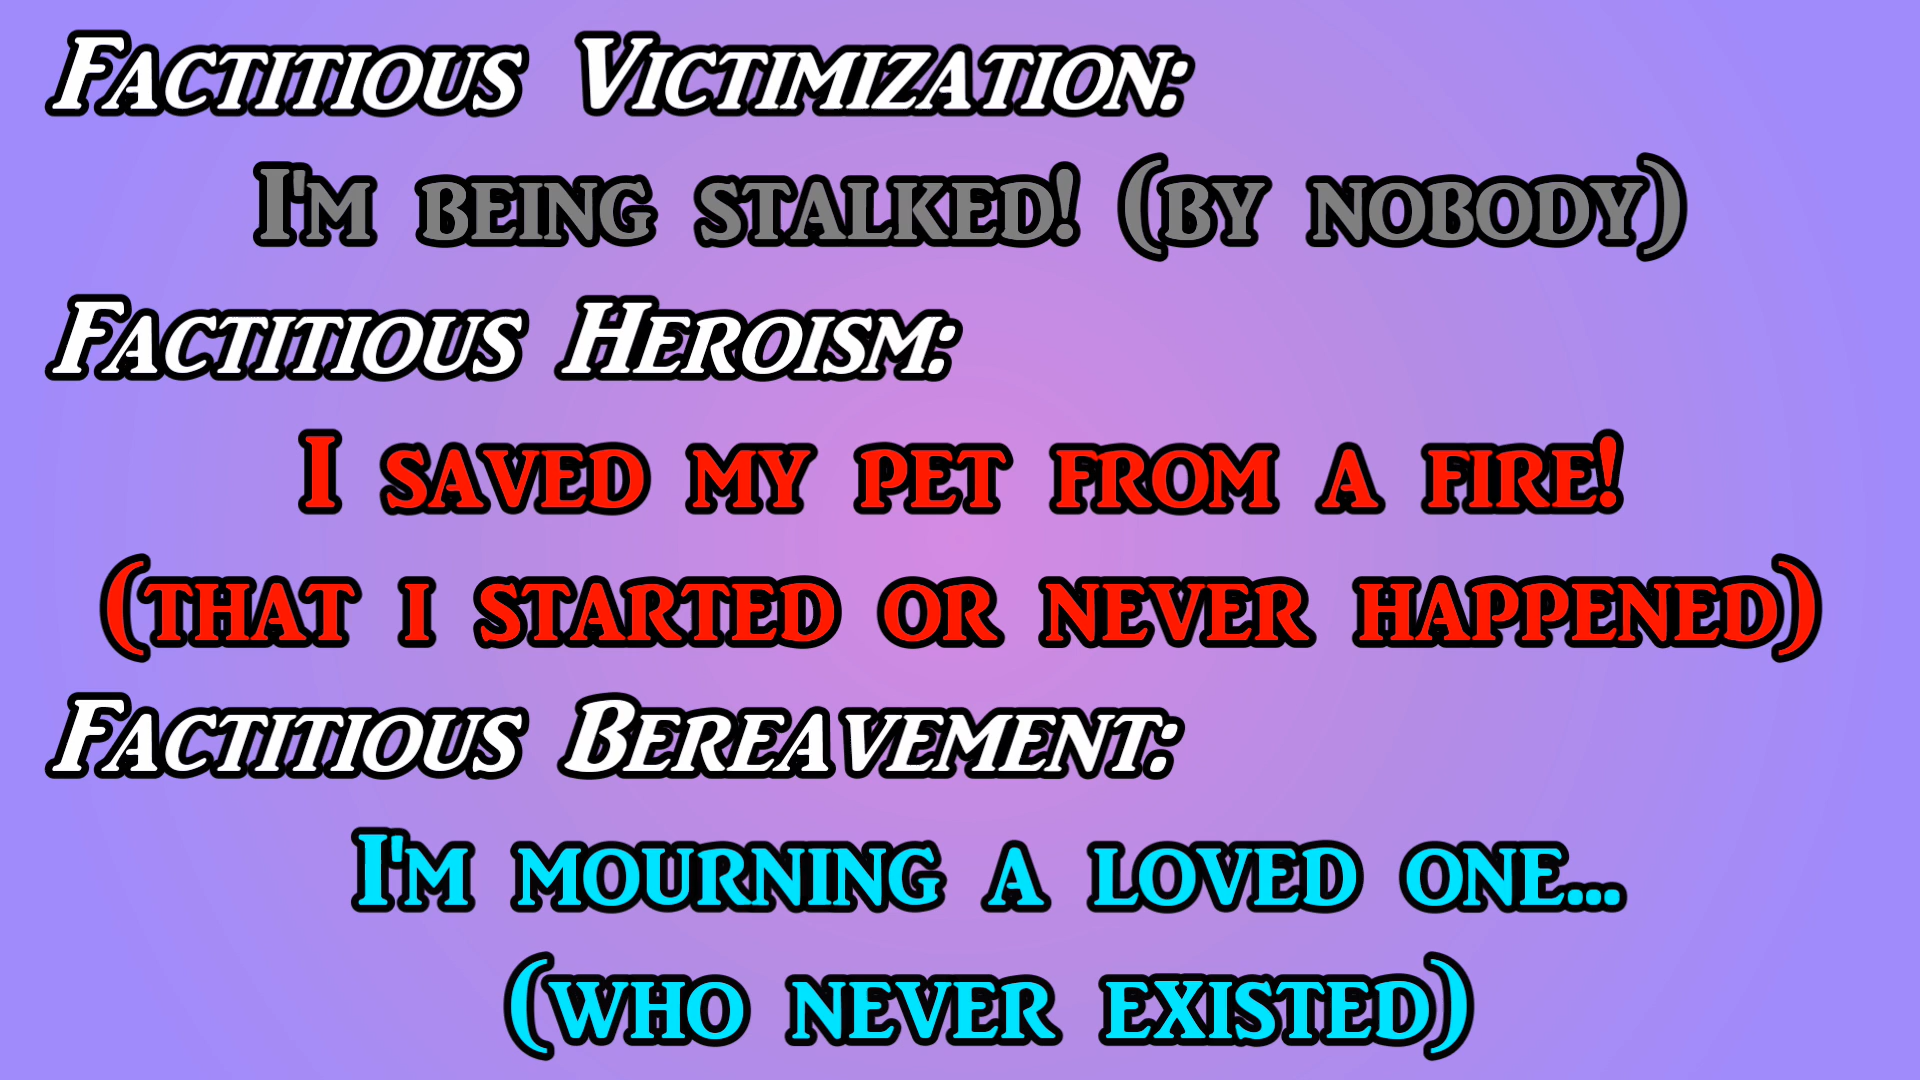 Factitious Victimization:
I'm being stalked! (by nobody)
Factitious Heroism:
I saved my pet from a fire!
(that i started or never happened)
Factitious Bereavement:
I'm mourning a loved one...
(who never existed)